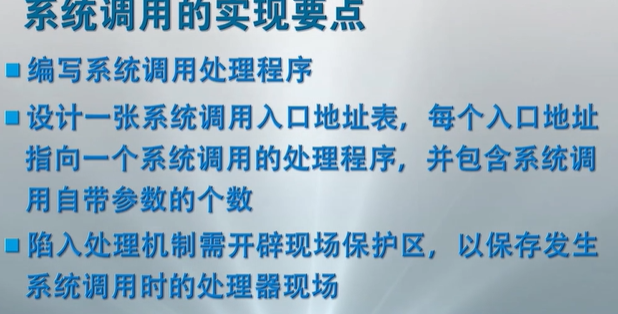 系统调用的实现要点
■编写系统调用处理程序
■设计一张系统调用入口地址表，每个入口地址
指向一个系统调用的处理程序，并包含系统调
用自带参数的个数
■陷入处理机制需开辟现场保护区，以保存发生
系统调用时的处理器现场